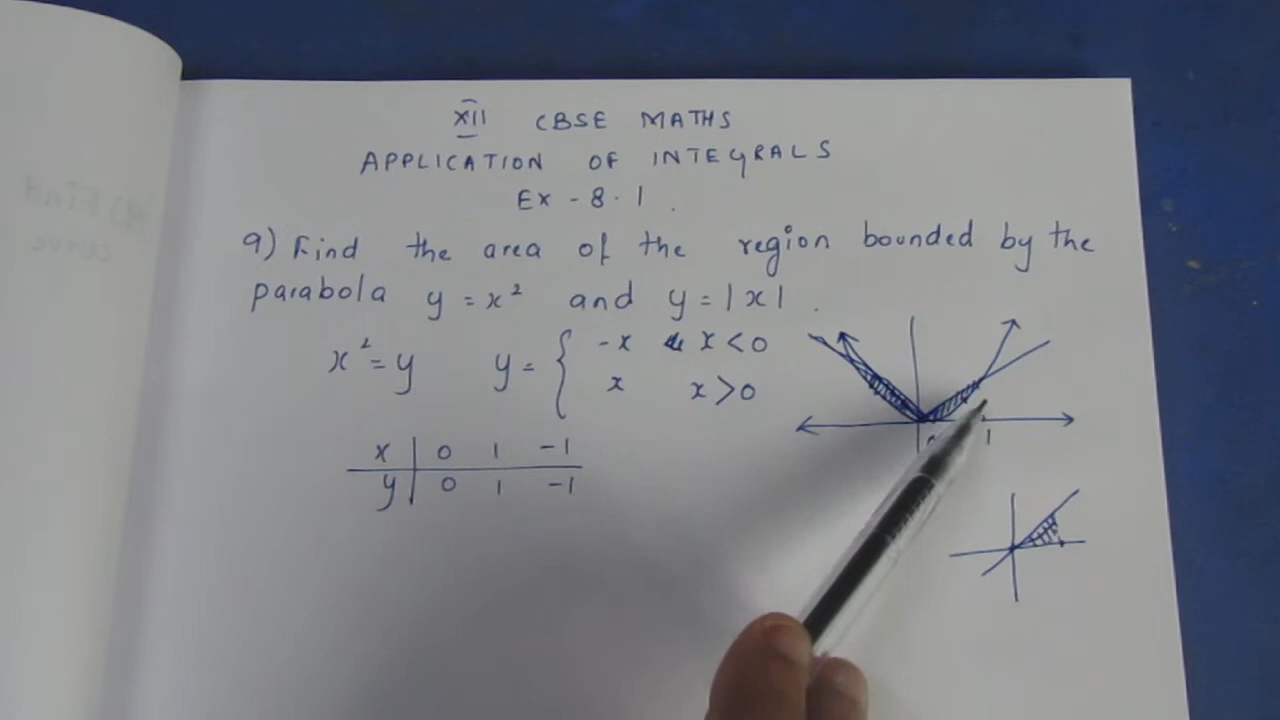 XII CBSE MATHS
APPLICATION OF INTEGRALS
EX - 8.1.
9) Find the area of the region bounded by the
parabola y = x² and y = |x|.
x² = y y = { -x x < 0
x x > 0
x | 0 1 -1
y | 0 1 -1
1